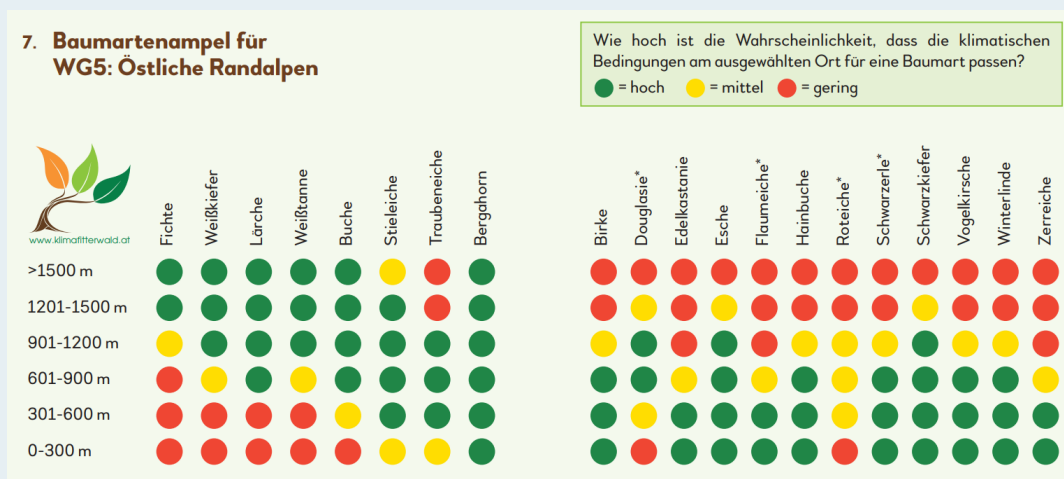 7. Baumartenampel für
WG5: Östliche Randalpen
Wie hoch ist die Wahrscheinlichkeit, dass die klimatischen
Bedingungen am ausgewählten Ort für eine Baumart passen?
= hoch = mittel = gering
www.klimafitterwald.at
Fichte
Weißkiefer
Lärche
Weißtanne
Buche
Stieleiche
Traubeneiche
Bergahorn
Birke
Douglasie*
Edelkastanie
Esche
Flaumeiche*
Hainbuche
Roteiche*
Schwarzerle*
Schwarzkiefer
Vogelkirsche
Winterlinde
Zerreiche
>1500 m
1201-1500 m
901-1200 m
601-900 m
301-600 m
0-300 m